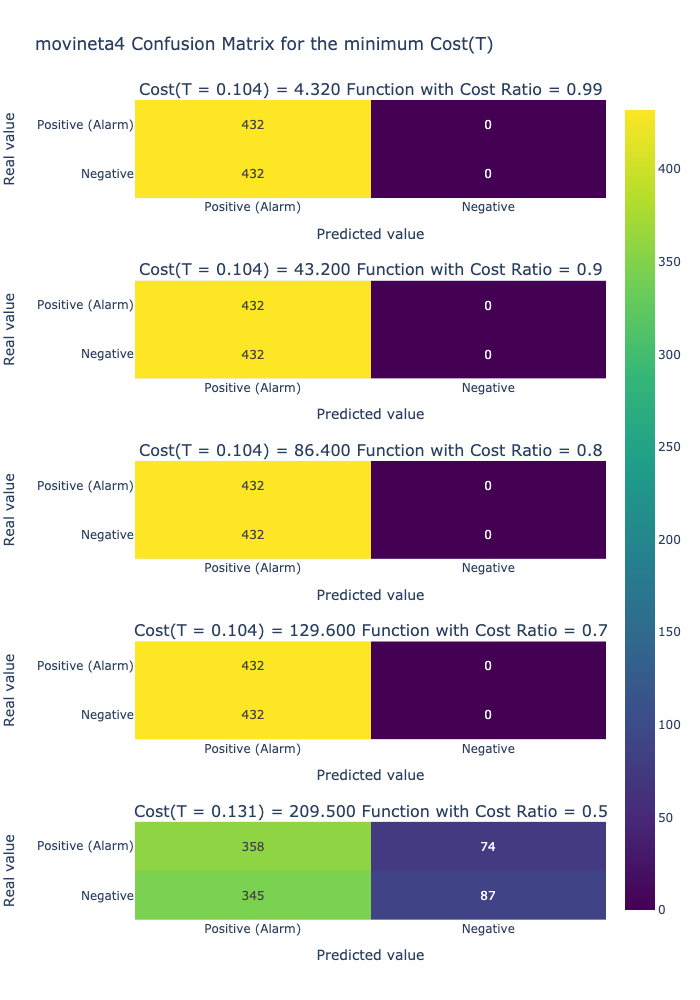 movineta4 Confusion Matrix for the minimum Cost(T)
Cost(T = 0.104) = 4.320 Function with Cost Ratio = 0.99
Real value
Positive (Alarm)
432
0
Negative
432
0
Positive (Alarm)
Negative
Predicted value
Cost(T = 0.104) = 43.200 Function with Cost Ratio = 0.9
Real value
Positive (Alarm)
432
0
Negative
432
0
Positive (Alarm)
Negative
Predicted value
Cost(T = 0.104) = 86.400 Function with Cost Ratio = 0.8
Real value
Positive (Alarm)
432
0
Negative
432
0
Positive (Alarm)
Negative
Predicted value
Cost(T = 0.104) = 129.600 Function with Cost Ratio = 0.7
Real value
Positive (Alarm)
432
0
Negative
432
0
Positive (Alarm)
Negative
Predicted value
Cost(T = 0.131) = 209.500 Function with Cost Ratio = 0.5
Real value
Positive (Alarm)
358
74
Negative
345
87
Positive (Alarm)
Negative
Predicted value
400
350
300
250
200
150
100
50
0